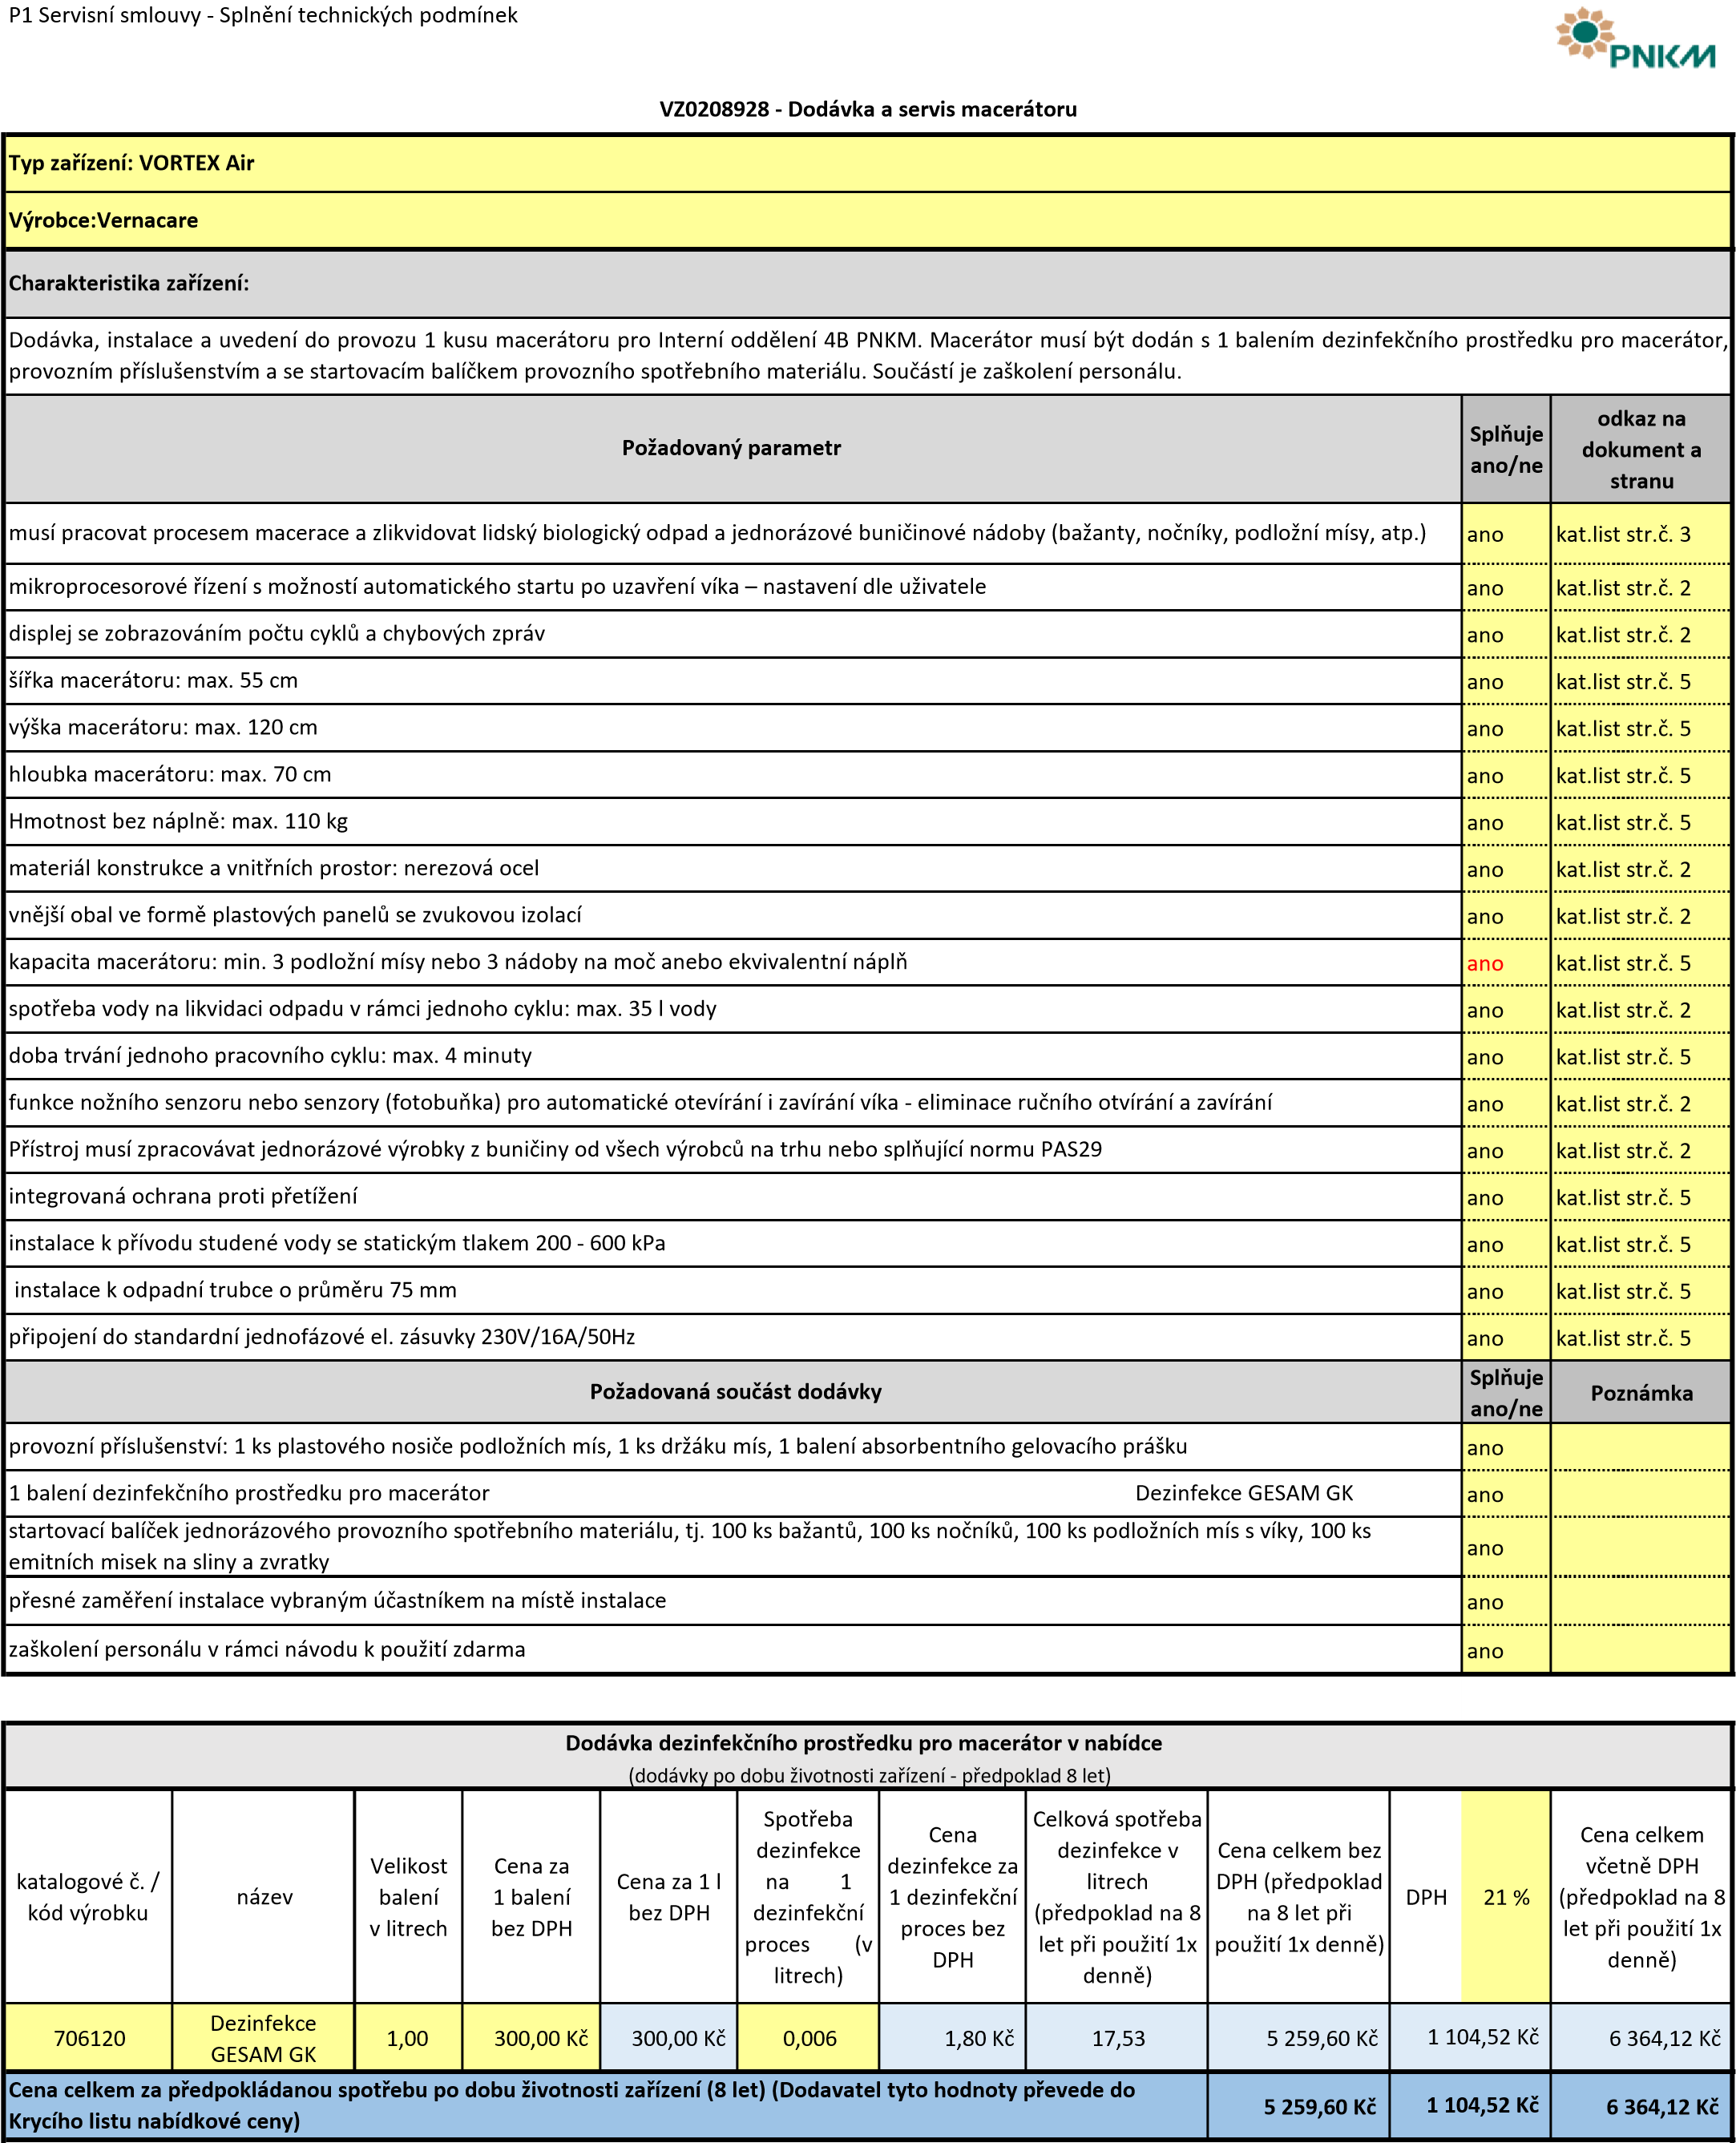 P1 Servisní smlouvy - Splnění technických podmínek
PNKM
VZ0208928 - Dodávka a servis macerátoru
Typ zařízení: VORTEX Air
Výrobce:Vernacare
Charakteristika zařízení:
Dodávka, instalace a uvedení do provozu 1 kusu macerátoru pro Interní oddělení 4B PNKM. Macerátor musí být dodán s 1 balením dezinfekčního prostředku pro macerátor,
provozním příslušenstvím a se startovacím balíčkem provozního spotřebního materiálu. Součástí je zaškolení personálu.
Požadovaný parametr
Splňuje
ano/ne
odkaz na
dokument a
stranu
musí pracovat procesem macerace a zlikvidovat lidský biologický odpad a jednorázové buničinové nádoby (bažanty, nočníky, podložní mísy, atp.) ano kat.list str.č. 3
mikroprocesorové řízení s možností automatického startu po uzavření víka – nastavení dle uživatele ano kat.list str.č. 2
displej se zobrazováním počtu cyklů a chybových zpráv ano kat.list str.č. 2
šířka macerátoru: max. 55 cm ano kat.list str.č. 5
výška macerátoru: max. 120 cm ano kat.list str.č. 5
hloubka macerátoru: max. 70 cm ano kat.list str.č. 5
Hmotnost bez náplně: max. 110 kg ano kat.list str.č. 5
materiál konstrukce a vnitřních prostor: nerezová ocel ano kat.list str.č. 2
vnější obal ve formě plastových panelů se zvukovou izolací ano kat.list str.č. 2
kapacita macerátoru: min. 3 podložní mísy nebo 3 nádoby na moč anebo ekvivalentní náplň ano kat.list str.č. 5
spotřeba vody na likvidaci odpadu v rámci jednoho cyklu: max. 35 l vody ano kat.list str.č. 2
doba trvání jednoho pracovního cyklu: max. 4 minuty ano kat.list str.č. 5
funkce nožního senzoru nebo senzory (fotobuňka) pro automatické otevírání i zavírání víka - eliminace ručního otvírání a zavírání ano kat.list str.č. 2
Přístroj musí zpracovávat jednorázové výrobky z buničiny od všech výrobců na trhu nebo splňující normu PAS29 ano kat.list str.č. 2
integrovaná ochrana proti přetížení ano kat.list str.č. 5
instalace k přívodu studené vody se statickým tlakem 200 - 600 kPa ano kat.list str.č. 5
instalace k odpadní trubce o průměru 75 mm ano kat.list str.č. 5
připojení do standardní jednofázové el. zásuvky 230V/16A/50Hz ano kat.list str.č. 5
Požadovaná součást dodávky
Splňuje
ano/ne
Poznámka
provozní příslušenství: 1 ks plastového nosiče podložních mís, 1 ks držáku mís, 1 balení absorbentního gelovacího prášku ano
1 balení dezinfekčního prostředku pro macerátor Dezinfekce GESAM GK ano
startovací balíček jednorázového provozního spotřebního materiálu, tj. 100 ks bažantů, 100 ks nočníků, 100 ks podložních mís s víky, 100 ks
emitních misek na sliny a zvratky ano
přesné zaměření instalace vybraným účastníkem na místě instalace ano
zaškolení personálu v rámci návodu k použití zdarma ano
Dodávka dezinfekčního prostředku pro macerátor v nabídce
(dodávky po dobu životnosti zařízení - předpoklad 8 let)
katalogové č. /
kód výrobku
název
Velikost
balení
v litrech
Cena za
1 balení
bez DPH
Cena za 1 l
bez DPH
Spotřeba
dezinfekce
na 1
dezinfekční
proces (v
litrech)
Cena
dezinfekce za
1 dezinfekční
proces bez
DPH
Celková spotřeba
dezinfekce v
litrech
(předpoklad na 8
let při použití 1x
denně)
Cena celkem bez
DPH (předpoklad
na 8 let při
použití 1x denně)
DPH 21 %
Cena celkem
včetně DPH
(předpoklad na 8
let při použití 1x
denně)
706120
Dezinfekce
GESAM GK
1,00 300,00 Kč 300,00 Kč 0,006 1,80 Kč 17,53 5 259,60 Kč 1 104,52 Kč 6 364,12 Kč
Cena celkem za předpokládanou spotřebu po dobu životnosti zařízení (8 let) (Dodavatel tyto hodnoty převede do
Krycího listu nabídkové ceny)
5 259,60 Kč 1 104,52 Kč 6 364,12 Kč